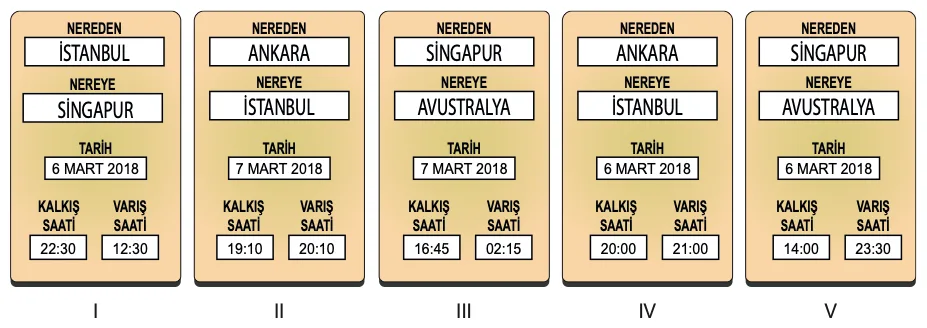 NEREDEN
İSTANBUL
NEREYE
SİNGAPUR
TARİH
6 MART 2018
KALKIŞ SAATİ
22:30
VARIŞ SAATİ
12:30
I
NEREDEN
ANKARA
NEREYE
İSTANBUL
TARİH
7 MART 2018
KALKIŞ SAATİ
19:10
VARIŞ SAATİ
20:10
II
NEREDEN
SİNGAPUR
NEREYE
AVUSTRALYA
TARİH
7 MART 2018
KALKIŞ SAATİ
16:45
VARIŞ SAATİ
02:15
III
NEREDEN
ANKARA
NEREYE
İSTANBUL
TARİH
6 MART 2018
KALKIŞ SAATİ
20:00
VARIŞ SAATİ
21:00
IV
NEREDEN
SİNGAPUR
NEREYE
AVUSTRALYA
TARİH
6 MART 2018
KALKIŞ SAATİ
14:00
VARIŞ SAATİ
23:30
V